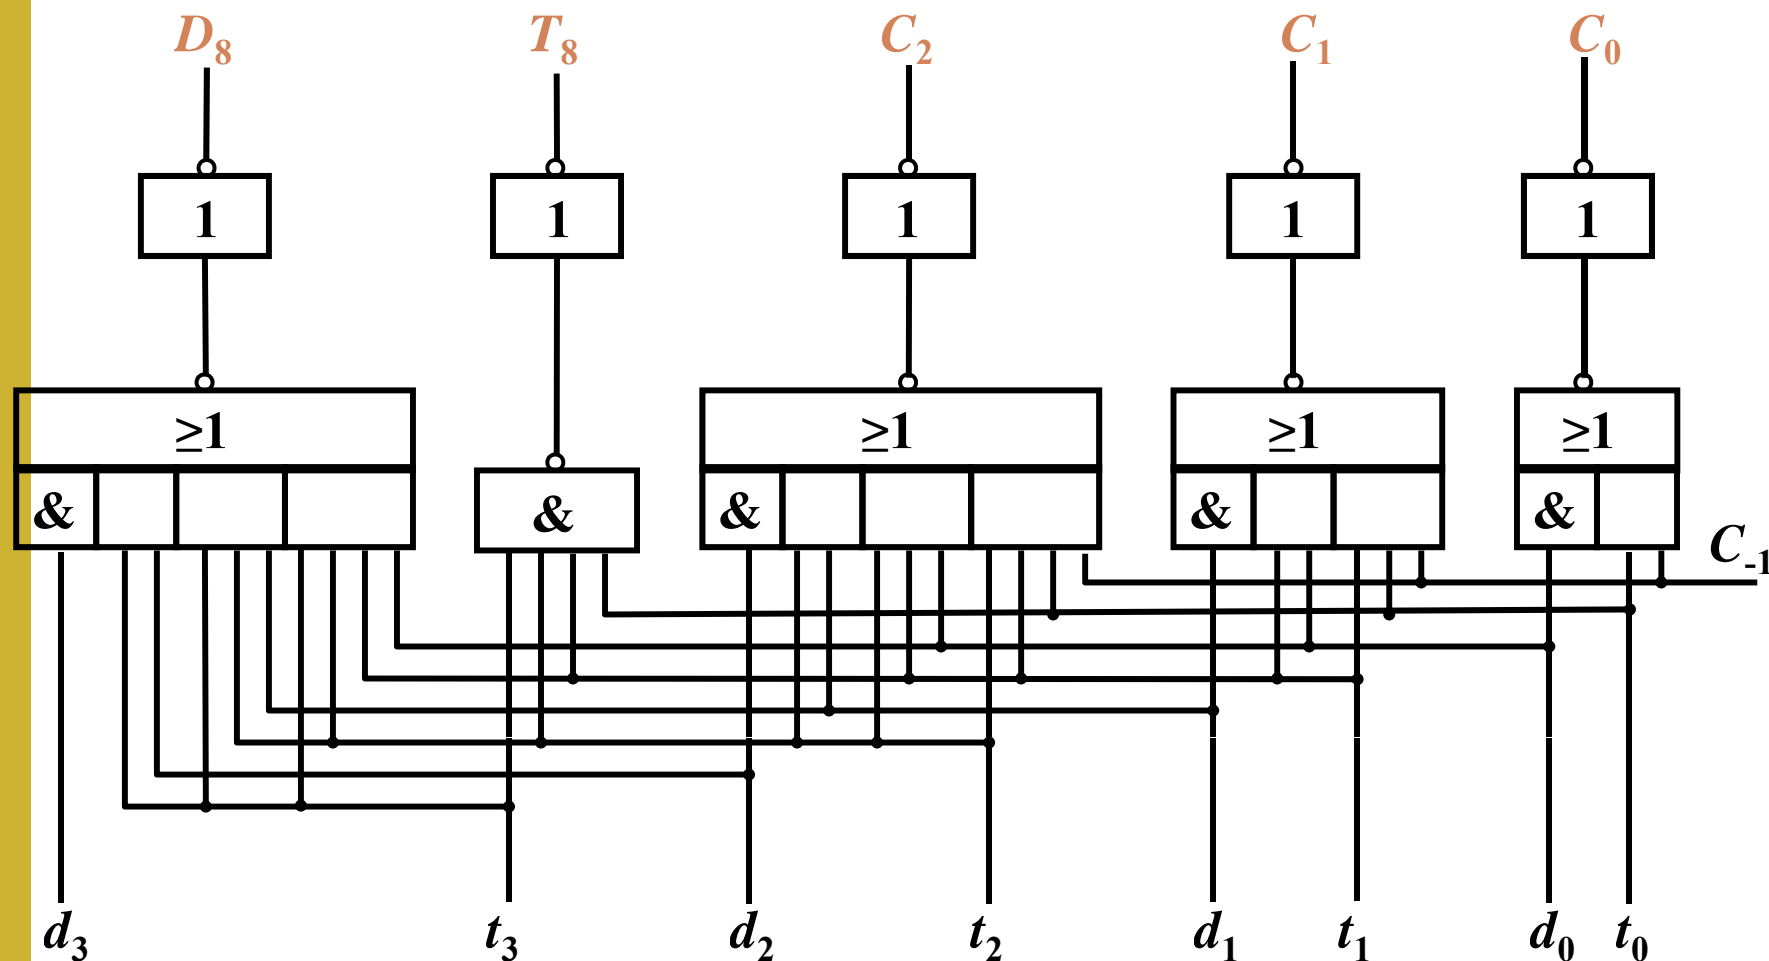 D₈ T₈ C₂ C₁ C₀
1 1 1 1 1
≥1 ≥1 ≥1 ≥1
& & & & &
C₋₁
d₃ t₃ d₂ t₂ d₁ t₁ d₀ t₀